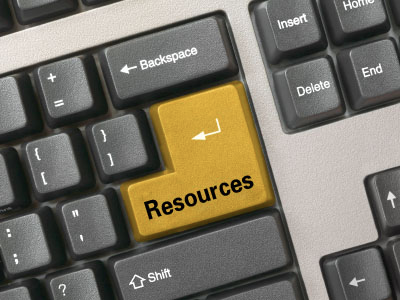 Home
Insert
+
=
← Backspace
End
Delete
{
[
}
]
↵
Resources
"
'
:
;
⇧ Shift
?
↑
←